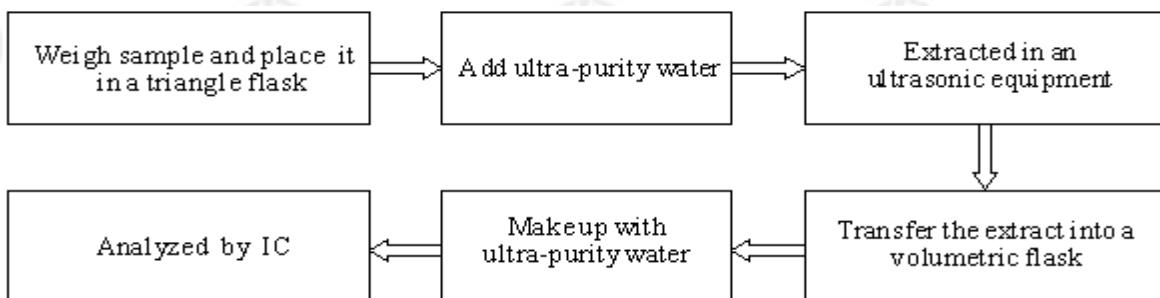 Weigh sample and place it
in a triangle flask
Add ultra-purity water
Extracted in an
ultrasonic equipment
Transfer the extract into a
volumetric flask
Makeup with
ultra-purity water
Analyzed by IC